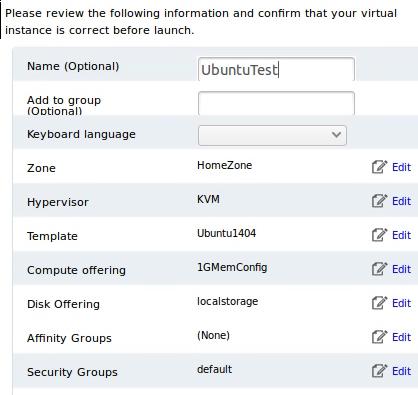 Please review the following information and confirm that your virtual
instance is correct before launch.
Name (Optional) UbuntuTest
Add to group
(Optional)
Keyboard language
Zone HomeZone Edit
Hypervisor KVM Edit
Template Ubuntu1404 Edit
Compute offering 1GMemConfig Edit
Disk Offering localstorage Edit
Affinity Groups (None) Edit
Security Groups default Edit